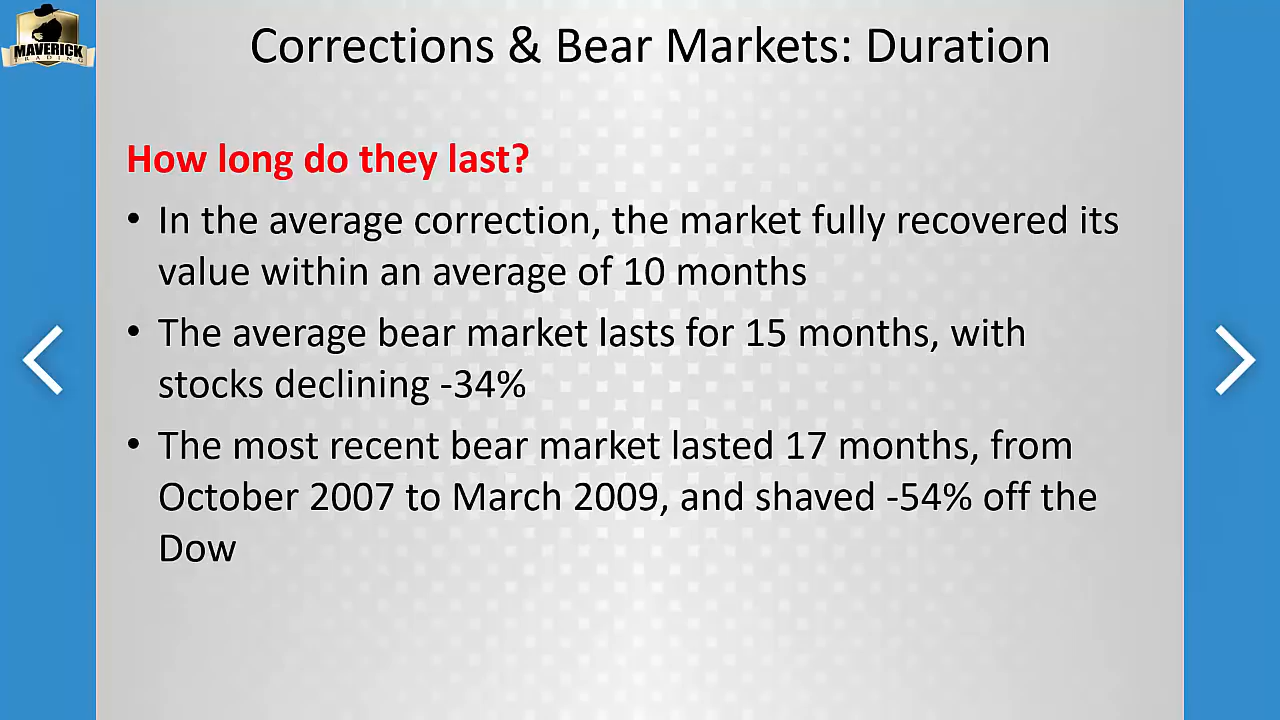 MAVERICK
TRADING
Corrections & Bear Markets: Duration
How long do they last?
• In the average correction, the market fully recovered its
value within an average of 10 months
• The average bear market lasts for 15 months, with
stocks declining -34%
• The most recent bear market lasted 17 months, from
October 2007 to March 2009, and shaved -54% off the
Dow